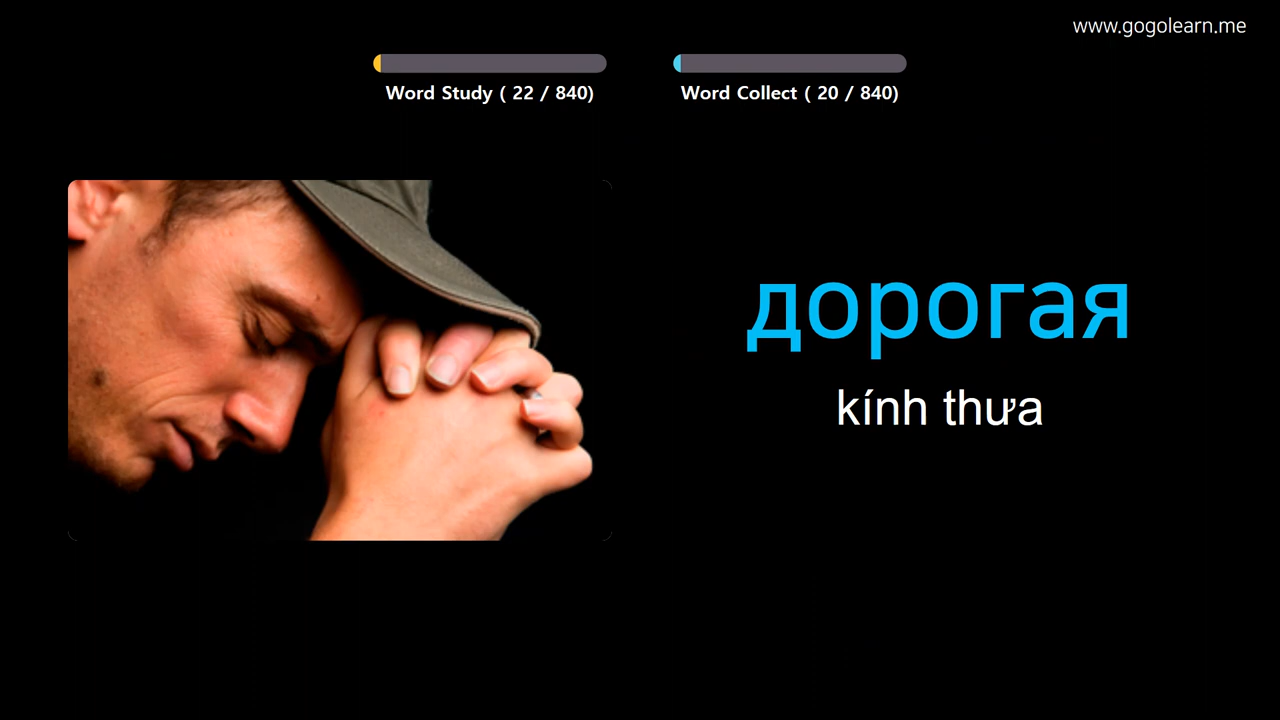 www.gogolearn.me
Word Study ( 22 / 840)
Word Collect ( 20 / 840)
дорогая
kính thưa